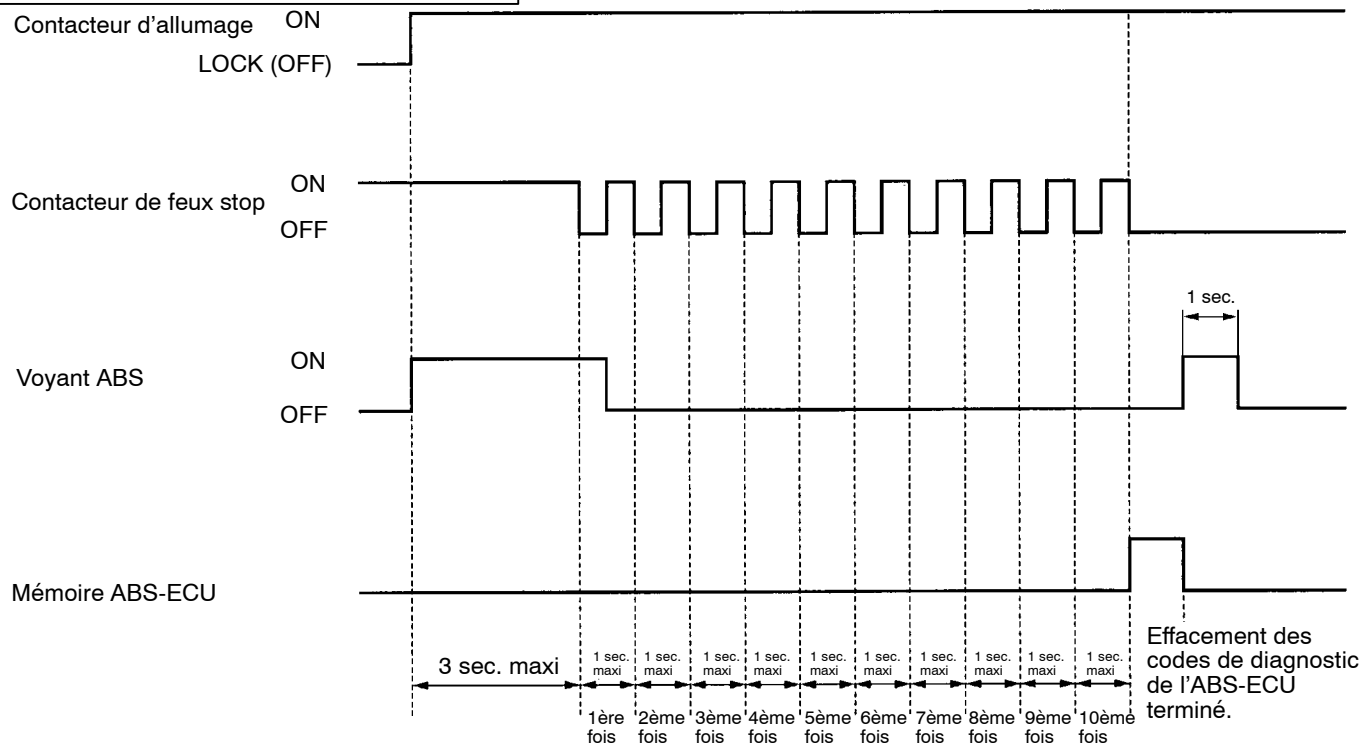 Contacteur d'allumage ON
LOCK (OFF)
Contacteur de feux stop
ON
OFF
1 sec.
Voyant ABS
ON
OFF
Mémoire ABS-ECU
3 sec. maxi
1 sec. maxi
1 sec. maxi
1 sec. maxi
1 sec. maxi
1 sec. maxi
1 sec. maxi
1 sec. maxi
1 sec. maxi
1 sec. maxi
1 sec. maxi
Effacement des
codes de diagnostic
de l'ABS-ECU
terminé.
1ère fois
2ème fois
3ème fois
4ème fois
5ème fois
6ème fois
7ème fois
8ème fois
9ème fois
10ème fois